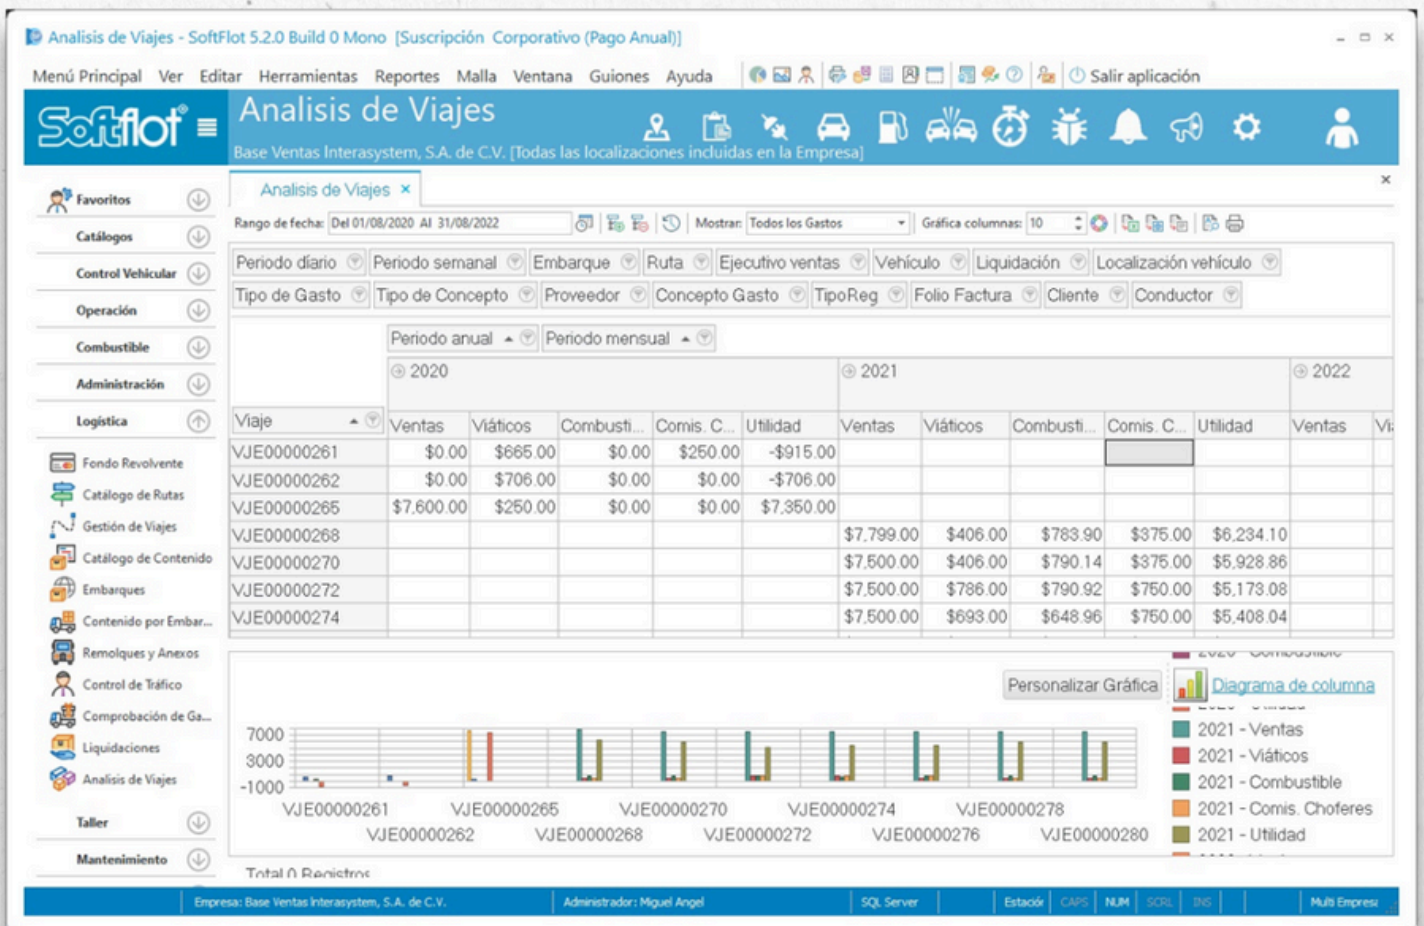 Analisis de Viajes - SoftFlot 5.2.0 Build 0 Mono [Suscripción Corporativo (Pago Anual)]
Menú Principal Ver Editar Herramientas Reportes Malla Ventana Guiones Ayuda Salir aplicación
Softflot®
Analisis de Viajes
Base Ventas Interasystem, S.A. de C.V. [Todas las localizaciones incluidas en la Empresa]
Favoritos
Catálogos
Control Vehicular
Operación
Combustible
Administración
Logística
Fondo Revolvente
Catálogo de Rutas
Gestión de Viajes
Catálogo de Contenido
Embarques
Contenido por Embar...
Remolques y Anexos
Control de Tráfico
Comprobación de Ga...
Liquidaciones
Analisis de Viajes
Taller
Mantenimiento
Analisis de Viajes
Rango de fecha: Del 01/08/2020 Al 31/08/2022 Mostrar: Todos los Gastos Gráfica columnas: 10
Periodo díario Periodo semanal Embarque Ruta Ejecutivo ventas Vehículo Liquidación Localización vehículo
Tipo de Gasto Tipo de Concepto Proveedor Concepto Gasto TipoReg Folio Factura Cliente Conductor
Periodo anual Periodo mensual
2020 2021 2022
Viaje Ventas Viáticos Combusti... Comis. C... Utilidad Ventas Viáticos Combusti... Comis. C... Utilidad Ventas
VJE00000261 $0.00 $665.00 $0.00 $250.00 -$915.00
VJE00000262 $0.00 $706.00 $0.00 $0.00 -$706.00
VJE00000265 $7,600.00 $250.00 $0.00 $0.00 $7,350.00
VJE00000268 $7,799.00 $406.00 $783.90 $375.00 $6,234.10
VJE00000270 $7,500.00 $406.00 $790.14 $375.00 $5,928.86
VJE00000272 $7,500.00 $786.00 $790.92 $750.00 $5,173.08
VJE00000274 $7,500.00 $693.00 $648.96 $750.00 $5,408.04
2020 - Combustible
Personalizar Gráfica Diagrama de columna
2021 - Ventas
2021 - Viáticos
2021 - Combustible
2021 - Comis. Choferes
2021 - Utilidad
7000
3000
-1000
VJE00000261 VJE00000265 VJE00000270 VJE00000274 VJE00000278
VJE00000262 VJE00000268 VJE00000272 VJE00000276 VJE00000280
Total 0 Registros
Empresa: Base Ventas Interasystem, S.A. de C.V. Administrador: Miguel Angel SQL Server Estación CAPS NUM SCRL INS Multi Empresa